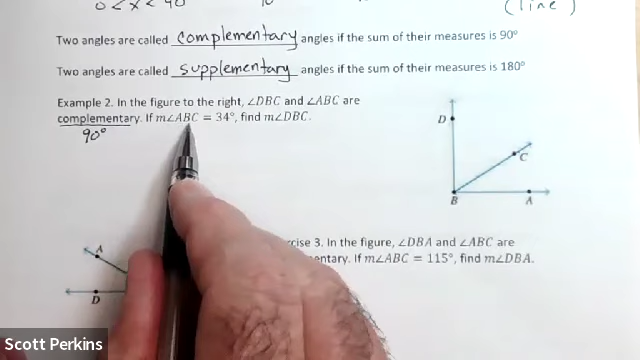 0 < x < 90
(line)
Two angles are called complementary angles if the sum of their measures is 90°
Two angles are called supplementary angles if the sum of their measures is 180°
Example 2. In the figure to the right, ∠DBC and ∠ABC are
complementary. If m∠ABC = 34°, find m∠DBC.
90°
D
C
B
A
rise 3. In the figure, ∠DBA and ∠ABC are
entary. If m∠ABC = 115°, find m∠DBA.
A
D
Scott Perkins